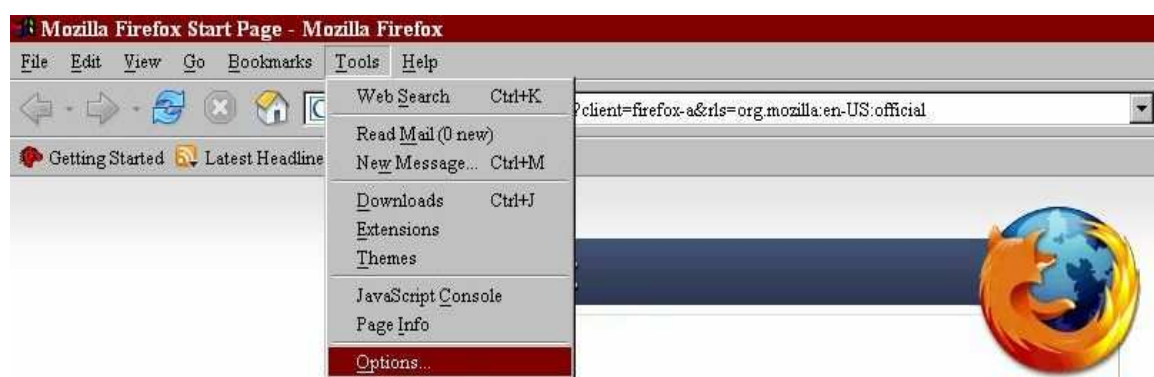 Mozilla Firefox Start Page - Mozilla Firefox
File Edit View Go Bookmarks Tools Help
Web Search Ctrl+K
?client=firefox-a&rls=org.mozilla:en-US:official
Read Mail (0 new)
Getting Started Latest Headline
New Message... Ctrl+M
Downloads Ctrl+J
Extensions
Themes
JavaScript Console
Page Info
Options...